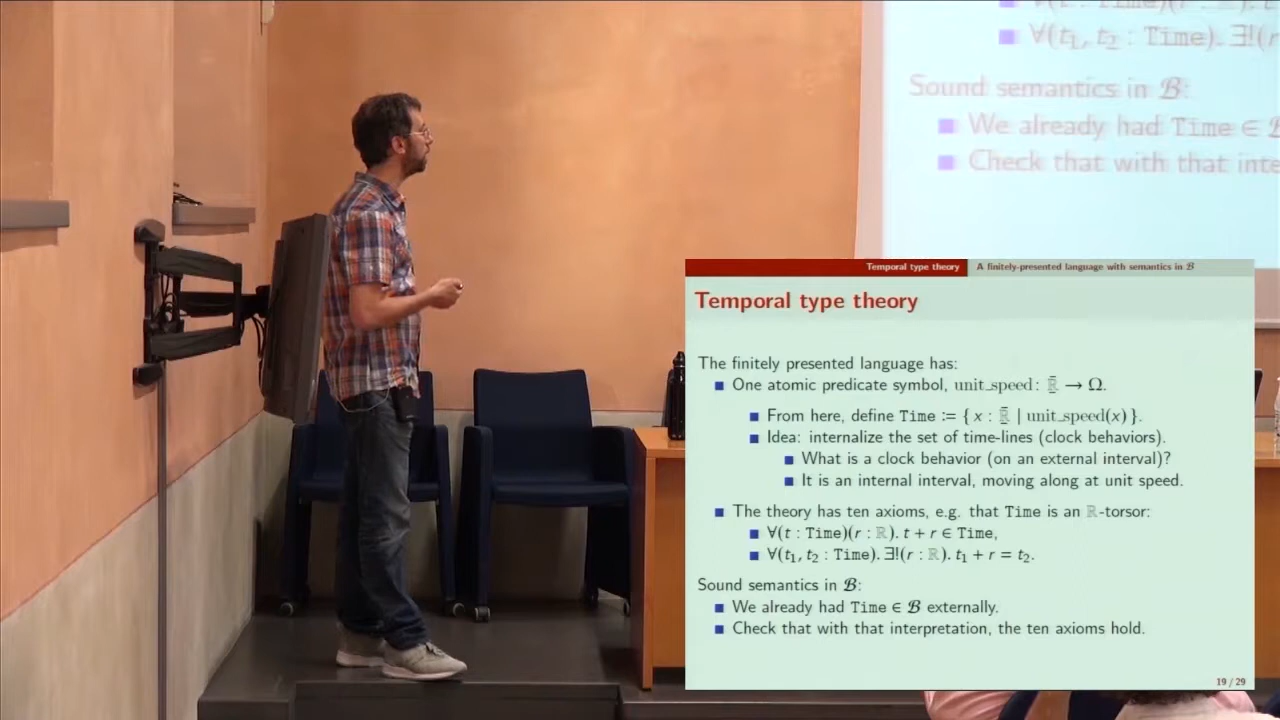 ∀(t : Time)(r : ℝ). t
∀(t₁, t₂ : Time). ∃!(r
Sound semantics in ℬ:
We already had Time ∈ ℬ
Check that with that inte
Temporal type theory A finitely-presented language with semantics in ℬ
Temporal type theory
The finitely presented language has:
■ One atomic predicate symbol, unit_speed : ℝ̄ → Ω.
■ From here, define Time ≔ { x : ℝ̄ | unit_speed(x) }.
■ Idea: internalize the set of time-lines (clock behaviors).
■ What is a clock behavior (on an external interval)?
■ It is an internal interval, moving along at unit speed.
■ The theory has ten axioms, e.g. that Time is an ℝ-torsor:
■ ∀(t : Time)(r : ℝ). t + r ∈ Time,
■ ∀(t₁, t₂ : Time). ∃!(r : ℝ). t₁ + r = t₂.
Sound semantics in ℬ:
■ We already had Time ∈ ℬ externally.
■ Check that with that interpretation, the ten axioms hold.
19 / 29